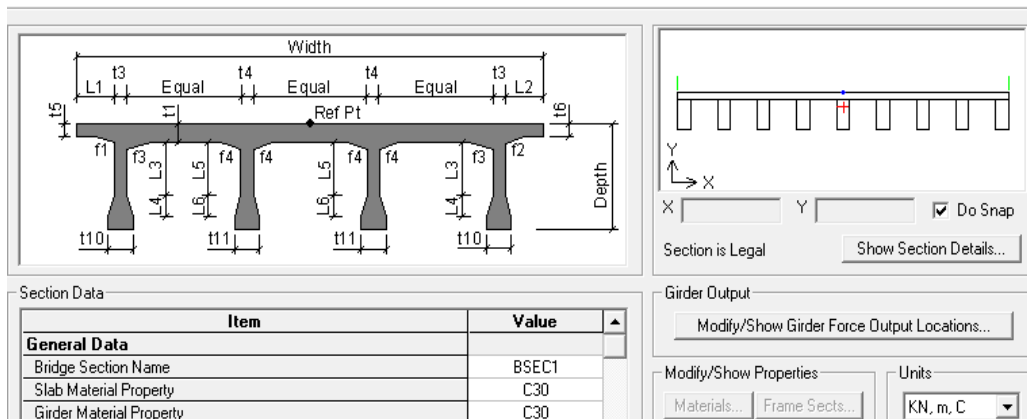 Width
t3 t4 t4 t3
L1 Equal Equal Equal L2
t5 t1 Ref Pt t6
f1 f3 f4 f4 f4 f4 f3 f2
L3 L5 L5 L3
L4 L6 L6 L4
Depth
t10 t11 t11 t10
Y
X
X Y Do Snap
Section is Legal Show Section Details...
Section Data
Item Value
General Data
Bridge Section Name BSEC1
Slab Material Property C30
Girder Material Property C30
Girder Output
Modify/Show Girder Force Output Locations...
Modify/Show Properties Units
Materials... Frame Sects... KN, m, C